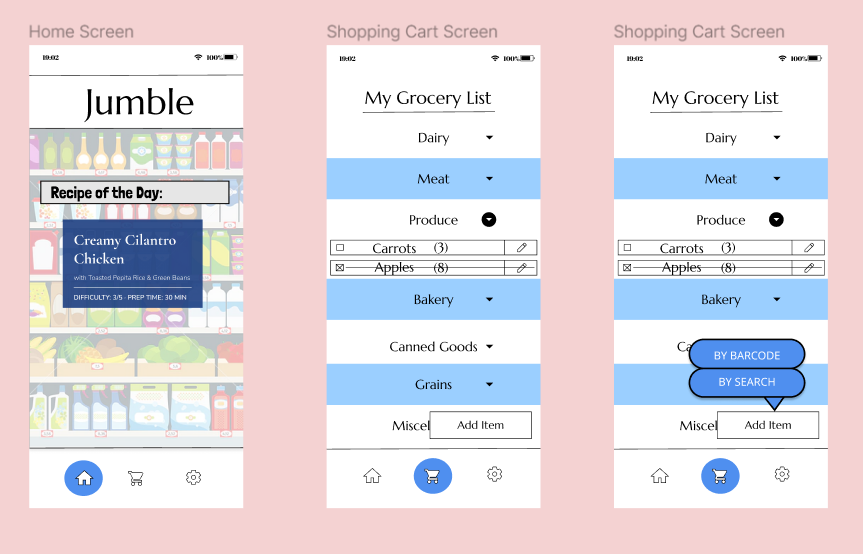 Home Screen
19:02
100%
Jumble
Recipe of the Day:
Creamy Cilantro
Chicken
with Toasted Pepita Rice & Green Beans
DIFFICULTY: 3/5 · PREP TIME: 30 MIN
Shopping Cart Screen
19:02
100%
My Grocery List
Dairy
Meat
Produce
Carrots (3)
Apples (8)
Bakery
Canned Goods
Grains
Miscel
Add Item
Shopping Cart Screen
19:02
100%
My Grocery List
Dairy
Meat
Produce
Carrots (3)
Apples (8)
Bakery
Ca
BY BARCODE
BY SEARCH
Miscel
Add Item